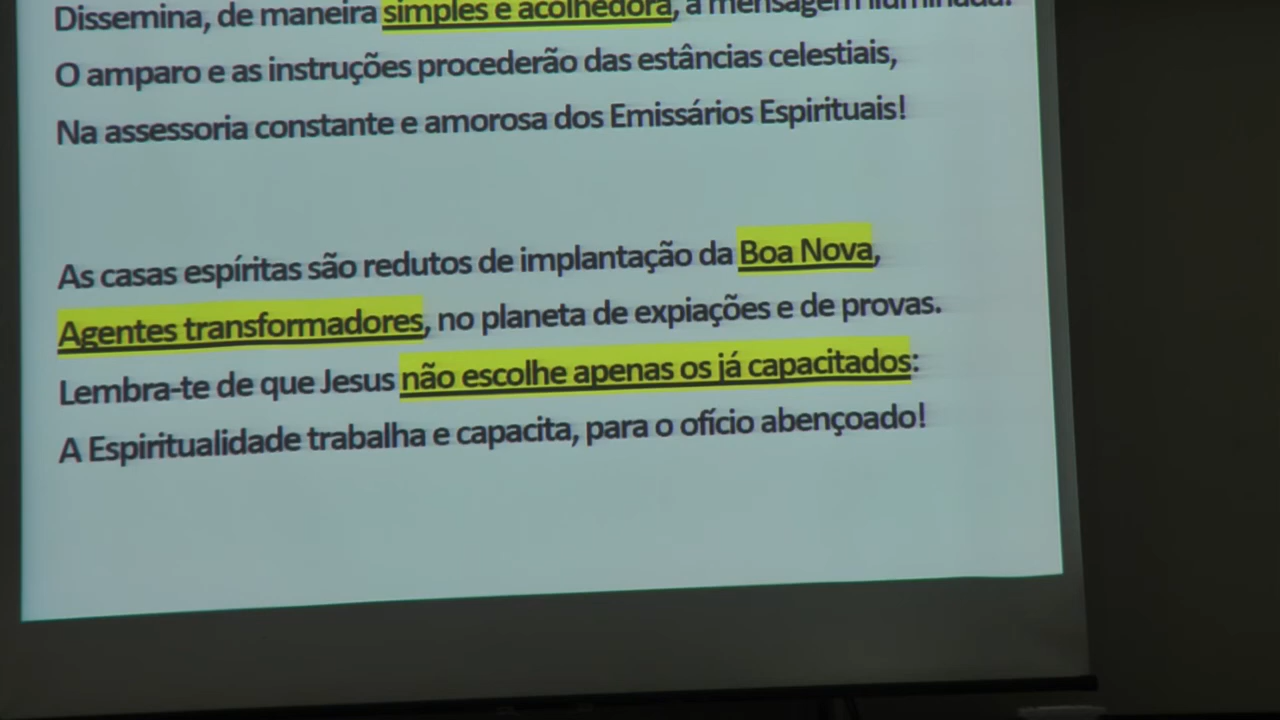 Dissemina, de maneira simples e acolhedora, a mensagem iluminada.
O amparo e as instruções procederão das estâncias celestiais,
Na assessoria constante e amorosa dos Emissários Espirituais!
As casas espíritas são redutos de implantação da Boa Nova,
Agentes transformadores, no planeta de expiações e de provas.
Lembra-te de que Jesus não escolhe apenas os já capacitados:
A Espiritualidade trabalha e capacita, para o ofício abençoado!